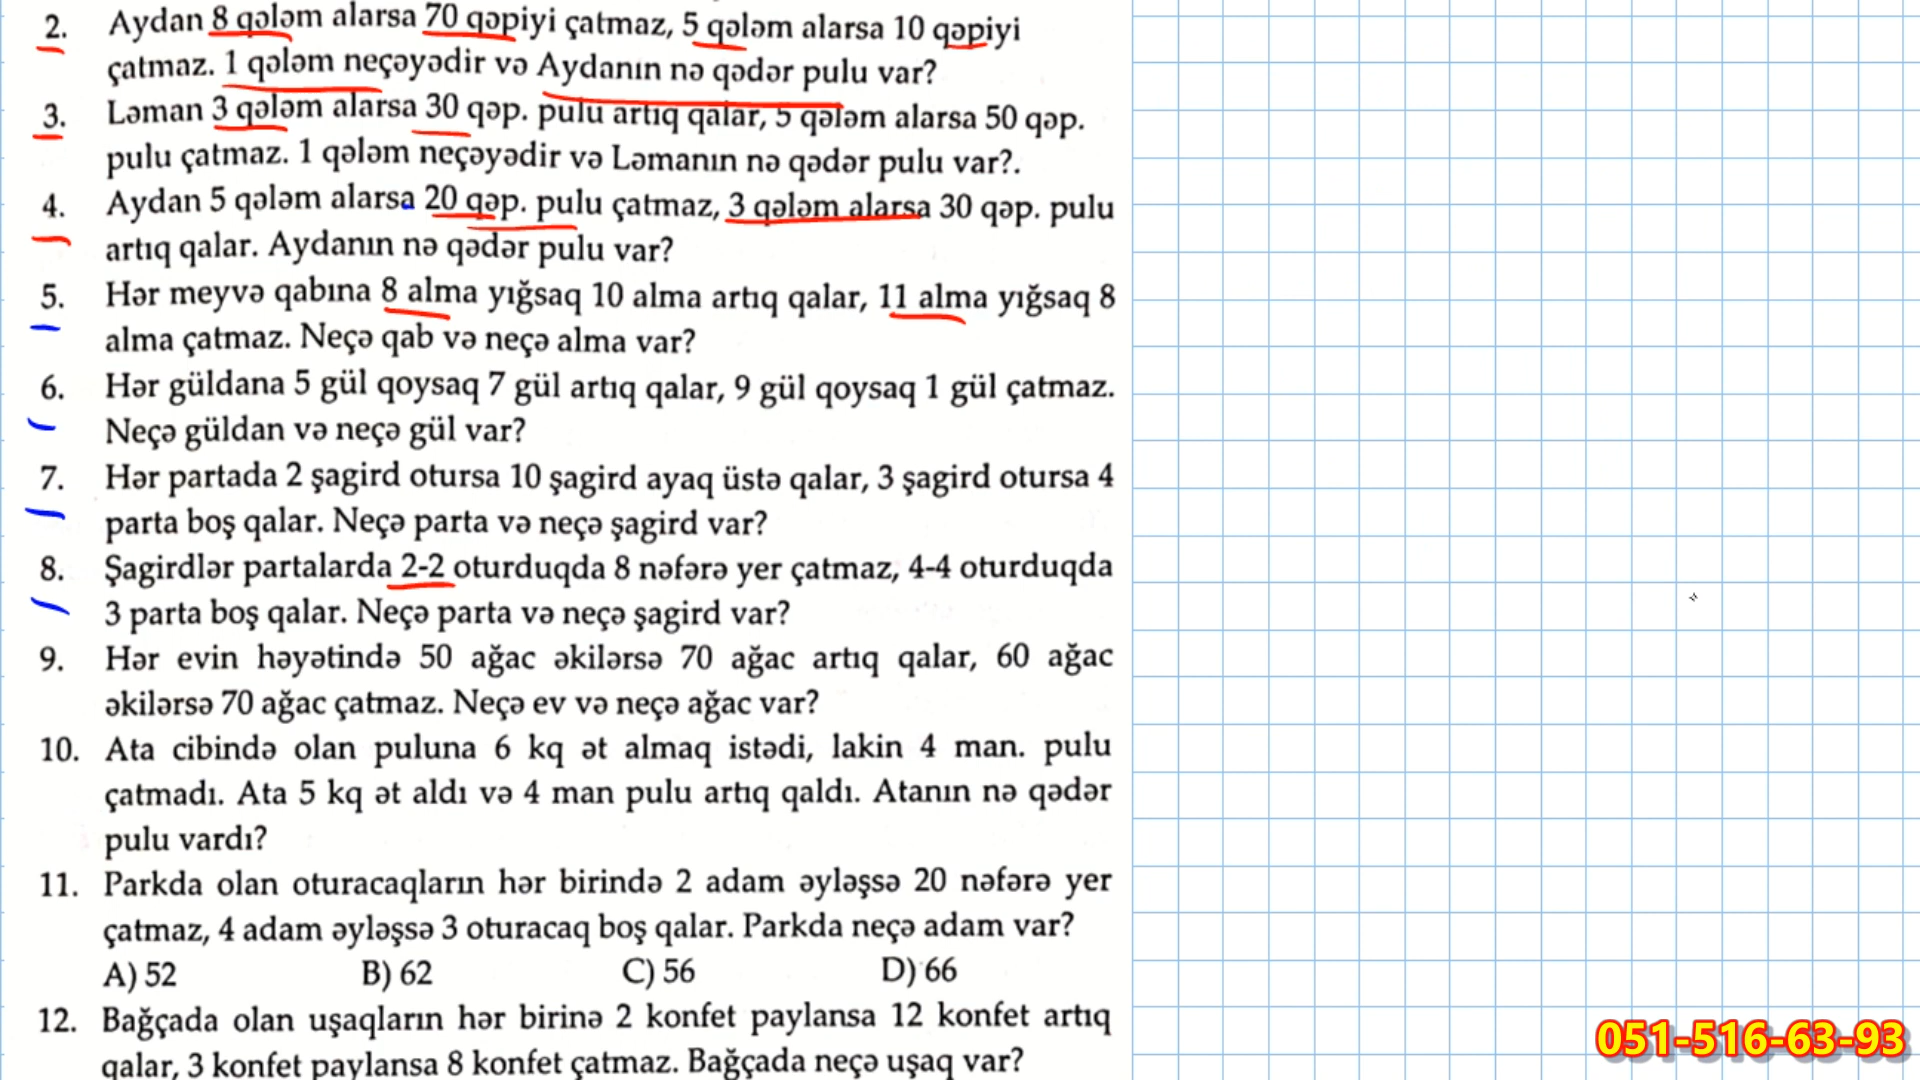 2. Aydan 8 qələm alarsa 70 qəpiyi çatmaz, 5 qələm alarsa 10 qəpiyi
çatmaz. 1 qələm neçəyədir və Aydanın nə qədər pulu var?
3. Ləman 3 qələm alarsa 30 qəp. pulu artıq qalar, 5 qələm alarsa 50 qəp.
pulu çatmaz. 1 qələm neçəyədir və Ləmanın nə qədər pulu var?.
4. Aydan 5 qələm alarsa 20 qəp. pulu çatmaz, 3 qələm alarsa 30 qəp. pulu
artıq qalar. Aydanın nə qədər pulu var?
5. Hər meyvə qabına 8 alma yığsaq 10 alma artıq qalar, 11 alma yığsaq 8
alma çatmaz. Neçə qab və neçə alma var?
6. Hər güldana 5 gül qoysaq 7 gül artıq qalar, 9 gül qoysaq 1 gül çatmaz.
Neçə güldan və neçə gül var?
7. Hər partada 2 şagird otursa 10 şagird ayaq üstə qalar, 3 şagird otursa 4
parta boş qalar. Neçə parta və neçə şagird var?
8. Şagirdlər partalarda 2-2 oturduqda 8 nəfərə yer çatmaz, 4-4 oturduqda
3 parta boş qalar. Neçə parta və neçə şagird var?
9. Hər evin həyətində 50 ağac əkilərsə 70 ağac artıq qalar, 60 ağac
əkilərsə 70 ağac çatmaz. Neçə ev və neçə ağac var?
10. Ata cibində olan puluna 6 kq ət almaq istədi, lakin 4 man. pulu
çatmadı. Ata 5 kq ət aldı və 4 man pulu artıq qaldı. Atanın nə qədər
pulu vardı?
11. Parkda olan oturacaqların hər birində 2 adam əyləşsə 20 nəfərə yer
çatmaz, 4 adam əyləşsə 3 oturacaq boş qalar. Parkda neçə adam var?
A) 52 B) 62 C) 56 D) 66
12. Bağçada olan uşaqların hər birinə 2 konfet paylansa 12 konfet artıq
qalar, 3 konfet paylansa 8 konfet çatmaz. Bağçada neçə uşaq var?
051-516-63-93